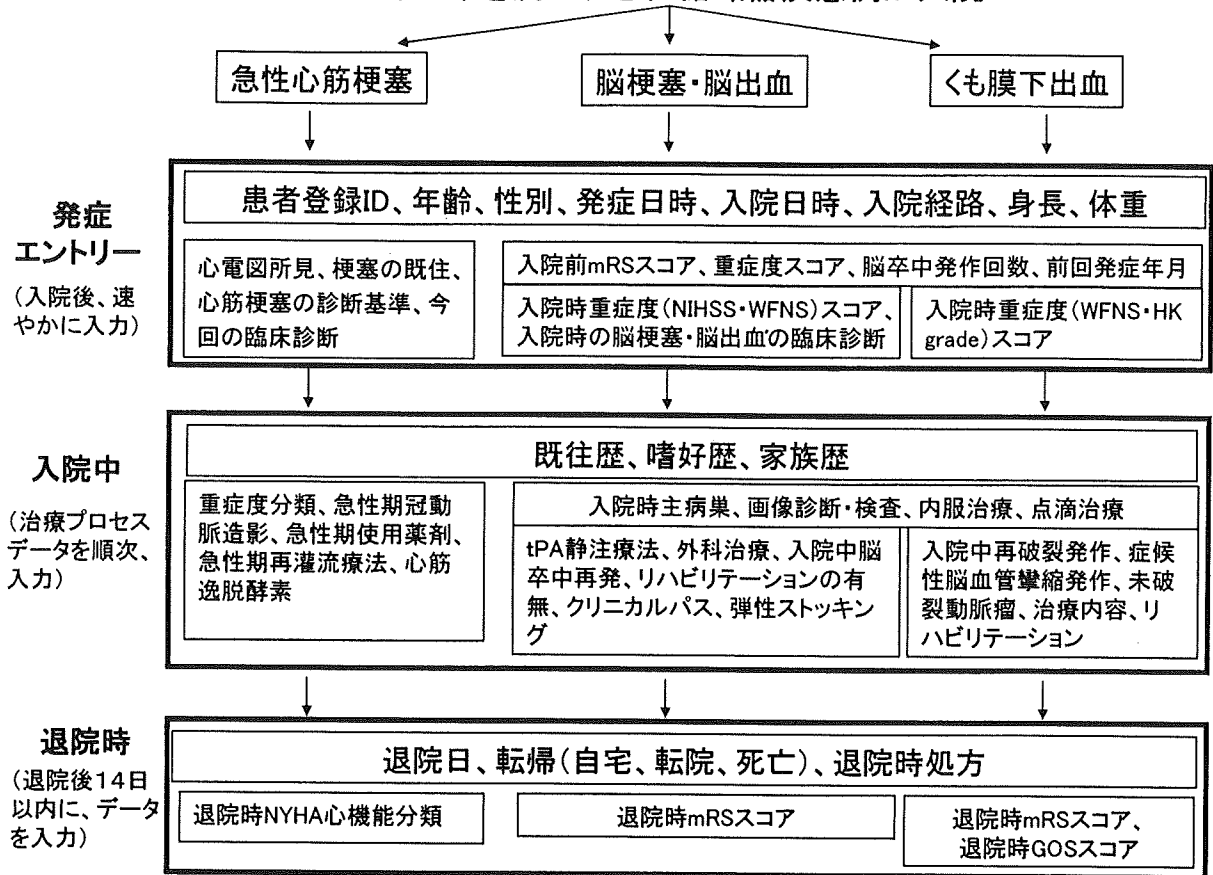 急性心筋梗塞
脳梗塞・脳出血
くも膜下出血
発症
エントリー
(入院後、速
やかに入力)
患者登録ID、年齢、性別、発症日時、入院日時、入院経路、身長、体重
心電図所見、梗塞の既住、
心筋梗塞の診断基準、今
回の臨床診断
入院前mRSスコア、重症度スコア、脳卒中発作回数、前回発症年月
入院時重症度(NIHSS・WFNS)スコア、
入院時の脳梗塞・脳出血の臨床診断
入院時重症度(WFNS・HK
grade)スコア
入院中
(治療プロセス
データを順次、
入力)
既往歴、嗜好歴、家族歴
重症度分類、急性期冠動
脈造影、急性期使用薬剤、
急性期再灌流療法、心筋
逸脱酵素
入院時主病巣、画像診断・検査、内服治療、点滴治療
tPA静注療法、外科治療、入院中脳
卒中再発、リハビリテーションの有
無、クリニカルパス、弾性ストッキン
グ
入院中再破裂発作、症候
性脳血管攣縮発作、未破
裂動脈瘤、治療内容、リ
ハビリテーション
退院時
(退院後14日
以内に、データ
を入力)
退院日、転帰(自宅、転院、死亡)、退院時処方
退院時NYHA心機能分類
退院時mRSスコア
退院時mRSスコア、
退院時GOSスコア